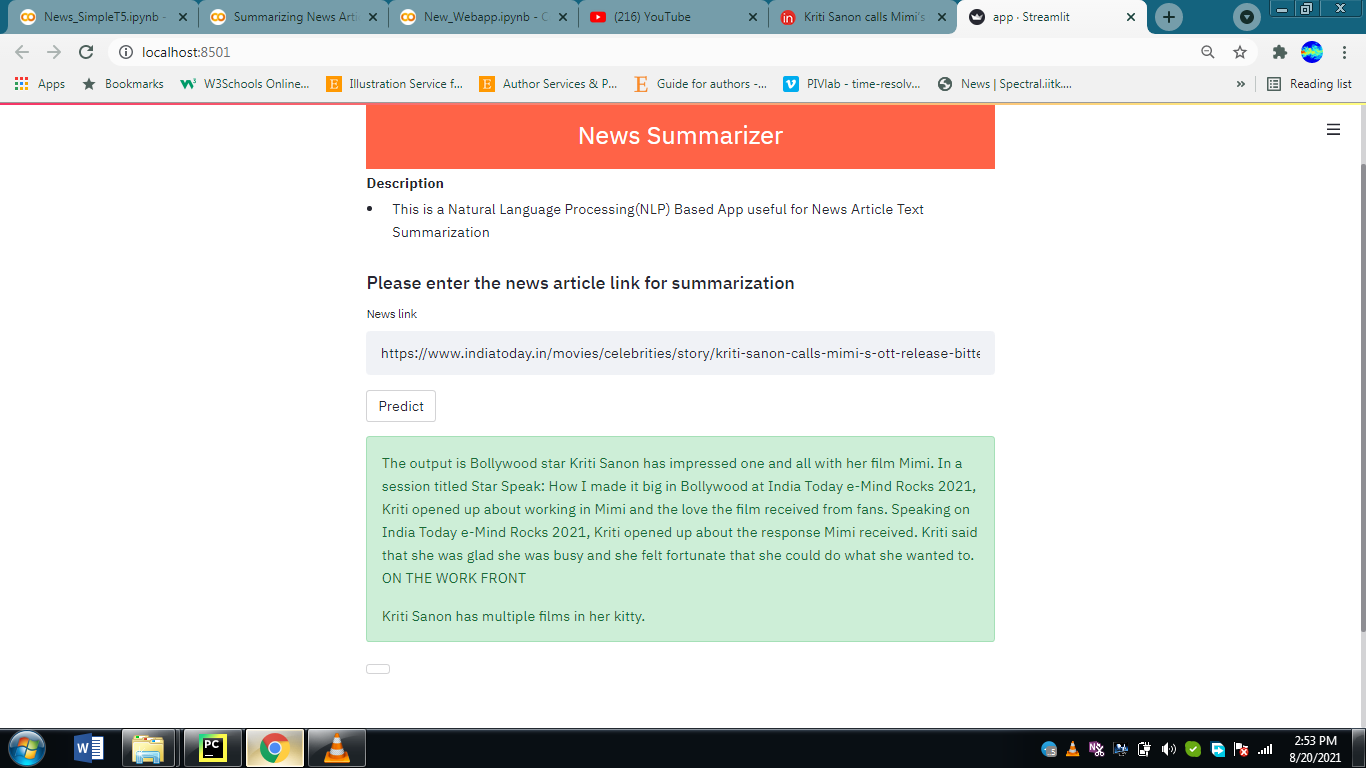 News_SimpleT5.ipynb -
Summarizing News Arti
New_Webapp.ipynb - C
(216) YouTube
Kriti Sanon calls Mimi's
app · Streamlit
localhost:8501
Apps
Bookmarks
W3Schools Online...
Illustration Service f...
Author Services & P...
Guide for authors -...
PIVlab - time-resolv...
News | Spectral.iitk....
»
Reading list
News Summarizer
Description
• This is a Natural Language Processing(NLP) Based App useful for News Article Text
Summarization
Please enter the news article link for summarization
News link
https://www.indiatoday.in/movies/celebrities/story/kriti-sanon-calls-mimi-s-ott-release-bitte
Predict
The output is Bollywood star Kriti Sanon has impressed one and all with her film Mimi. In a
session titled Star Speak: How I made it big in Bollywood at India Today e-Mind Rocks 2021,
Kriti opened up about working in Mimi and the love the film received from fans. Speaking on
India Today e-Mind Rocks 2021, Kriti opened up about the response Mimi received. Kriti said
that she was glad she was busy and she felt fortunate that she could do what she wanted to.
ON THE WORK FRONT
Kriti Sanon has multiple films in her kitty.
PC
2:53 PM
8/20/2021